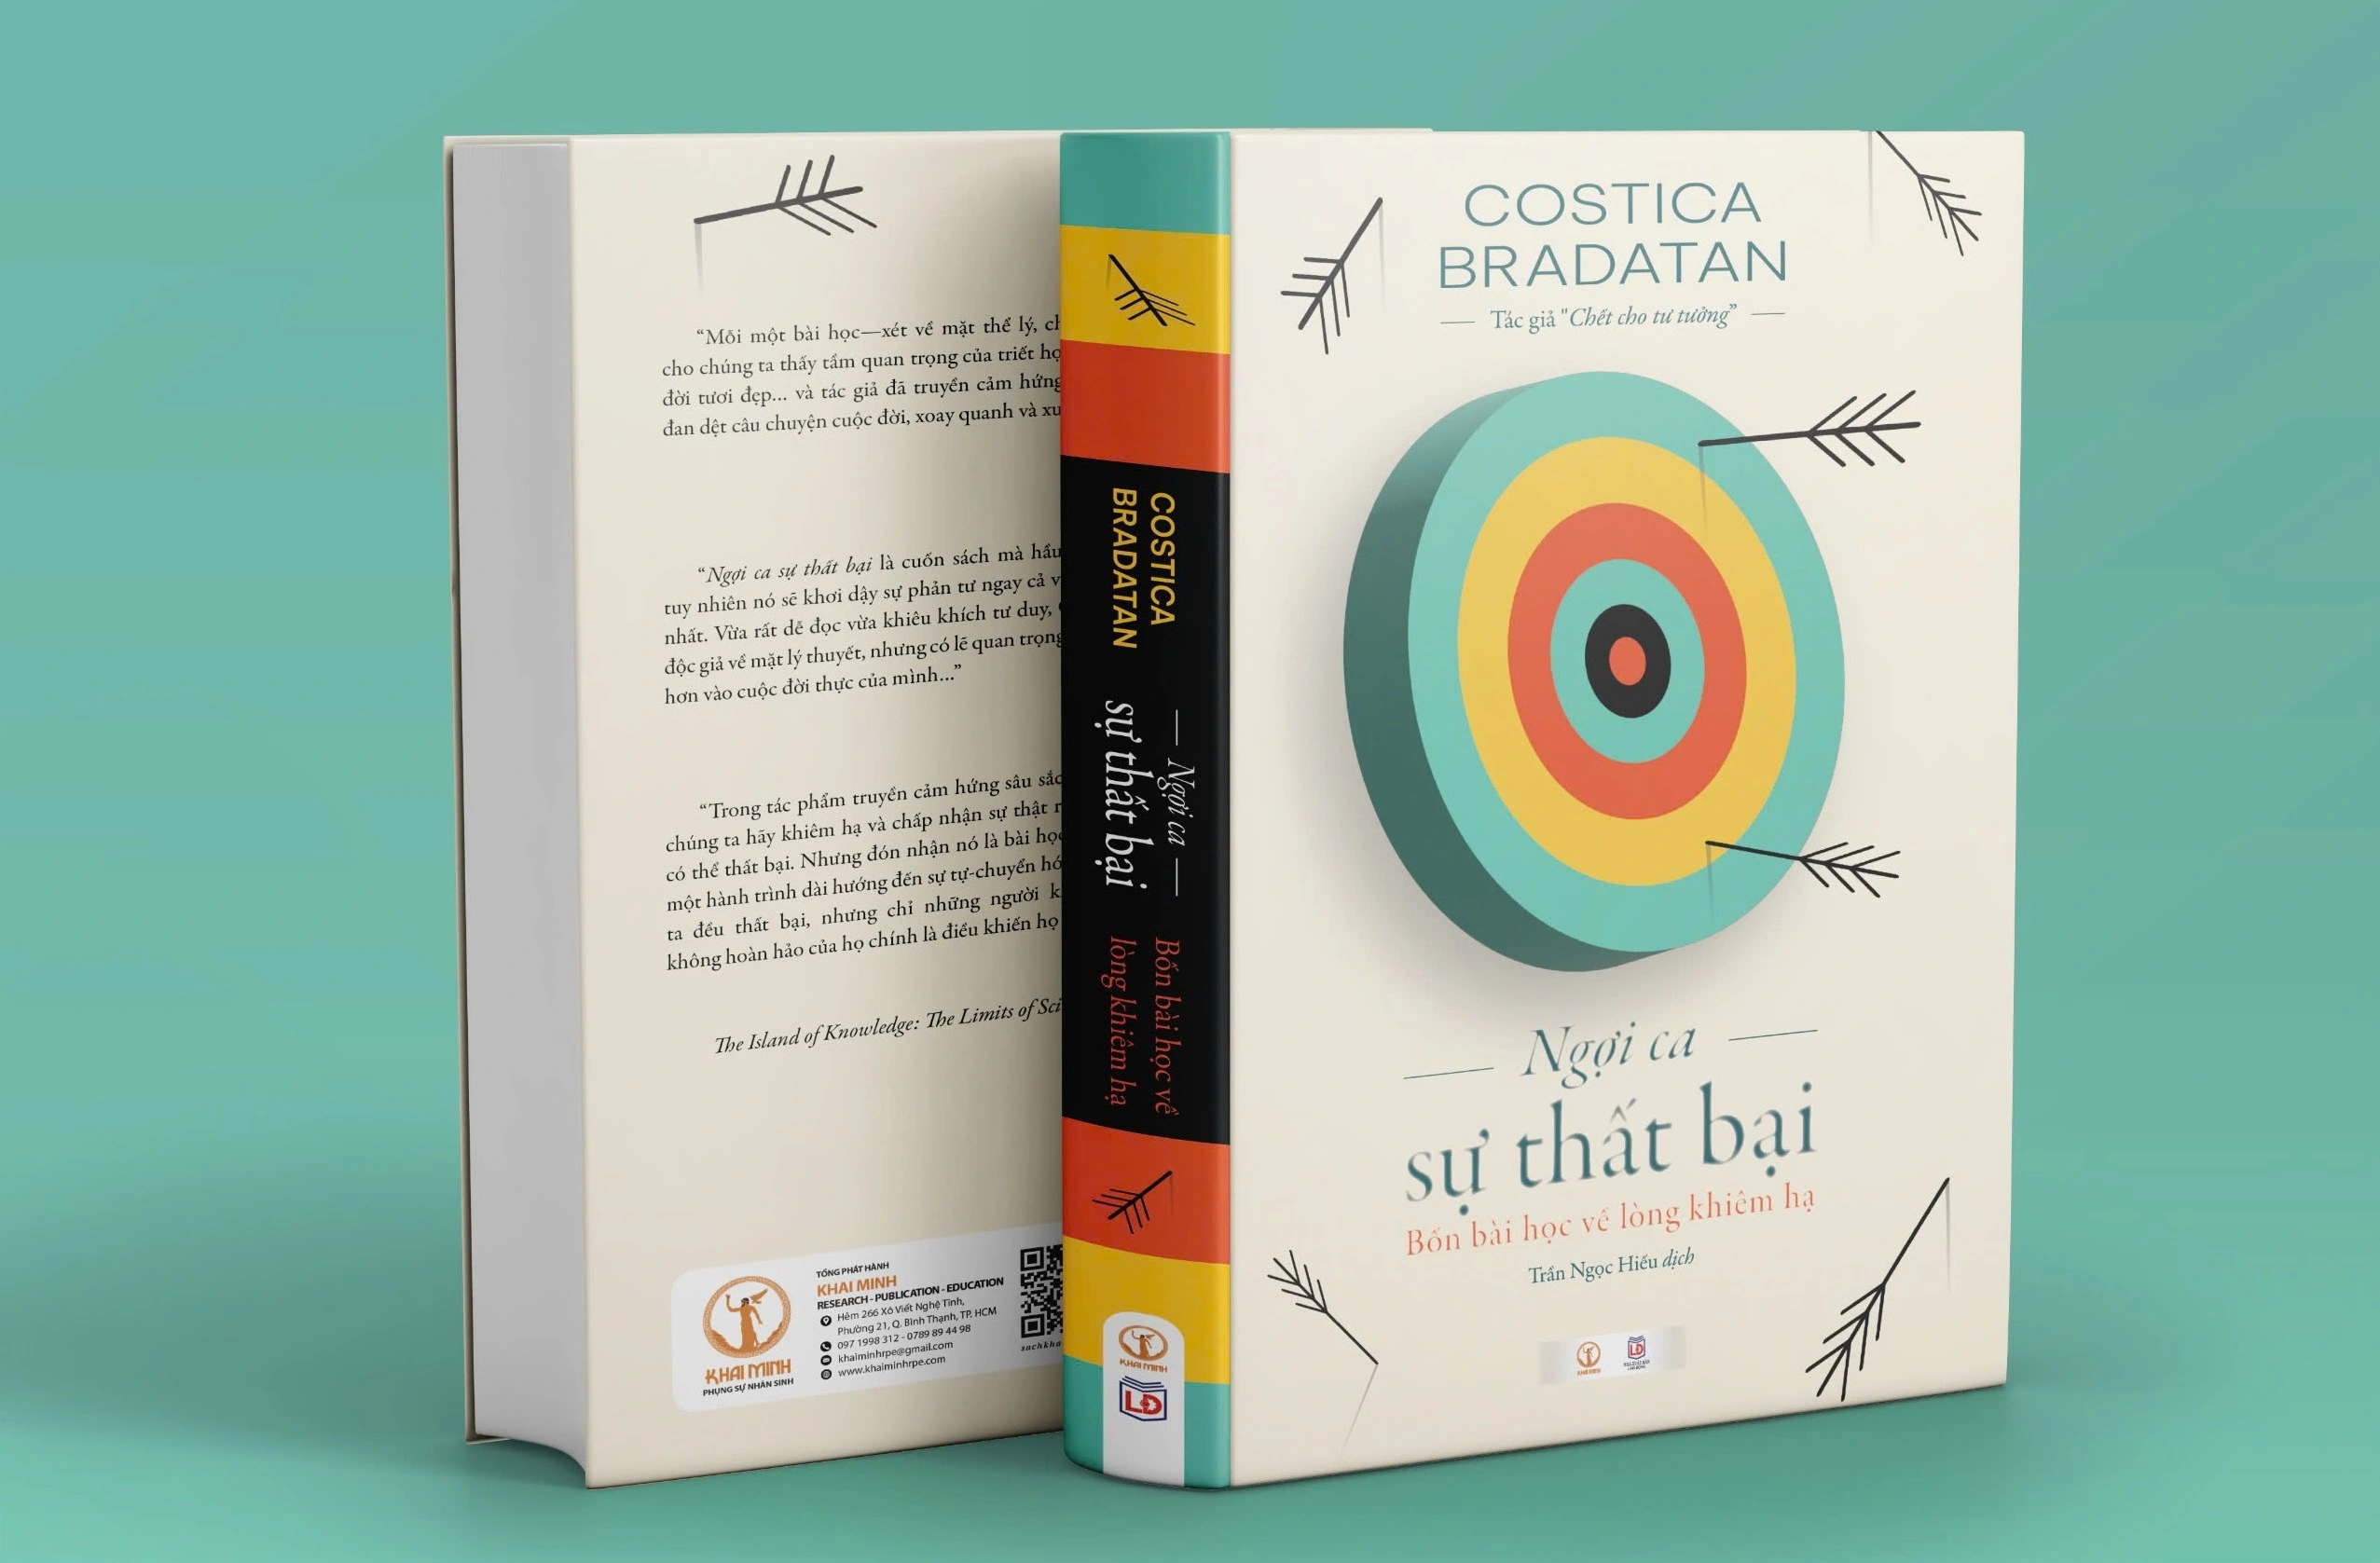 “Mỗi một bài học—xét về mặt thể lý,
cho chúng ta thấy tầm quan trọng của triết
đời tươi đẹp... và tác giả đã truyền cảm hứng
đan dệt câu chuyện cuộc đời, xoay quanh và
“Ngợi ca sự thất bại là cuốn sách mà
tuy nhiên nó sẽ khơi dậy sự phản tư ngay cả
nhất. Vừa rất dễ đọc vừa khiêu khích tư duy,
độc giả về mặt lý thuyết, nhưng có lẽ quan trọng
hơn vào cuộc đời thực của mình...”
“Trong tác phẩm truyền cảm hứng sâu
chúng ta hãy khiêm hạ và chấp nhận sự thật
có thể thất bại. Nhưng đón nhận nó là bài
một hành trình dài hướng đến sự tự-chuyển
ta đều thất bại, nhưng chỉ những người
không hoàn hảo của họ chính là điều khiến họ
The Island of Knowledge: The Limits of
TỔNG PHÁT HÀNH
KHAI MINH
RESEARCH - PUBLICATION - EDUCATION
Hẻm 266 Xô Viết Nghệ Tĩnh,
Phường 21, Q. Bình Thạnh, TP. HCM
097 1998 312 - 0789 89 44 98
khaiminhrpe@gmail.com
www.khaiminhrpe.com
KHAI MINH
PHỤNG SỰ NHÂN SINH
COSTICA
BRADATAN
Ngợi ca
sự thất bại
Bốn bài học về
lòng khiêm hạ
KHAI MINH
LĐ
COSTICA
BRADATAN
Tác giả "Chết cho tư tưởng”
Ngợi ca
sự thất bại
Bốn bài học về lòng khiêm hạ
Trần Ngọc Hiếu dịch
LĐ